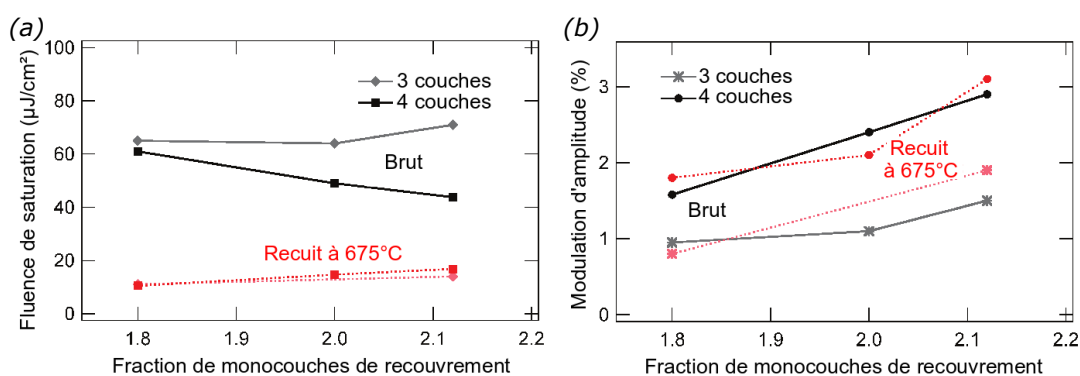 (a)
Fluence de saturation (µJ/cm²)
100
80
60
40
20
0
3 couches
4 couches
Brut
Recuit à 675°C
1.8
1.9
2.0
2.1
2.2
Fraction de monocouches de recouvrement
(b)
Modulation d'amplitude (%)
3
2
1
0
3 couches
4 couches
Recuit
à 675°C
Brut
1.8
1.9
2.0
2.1
2.2
Fraction de monocouches de recouvrement